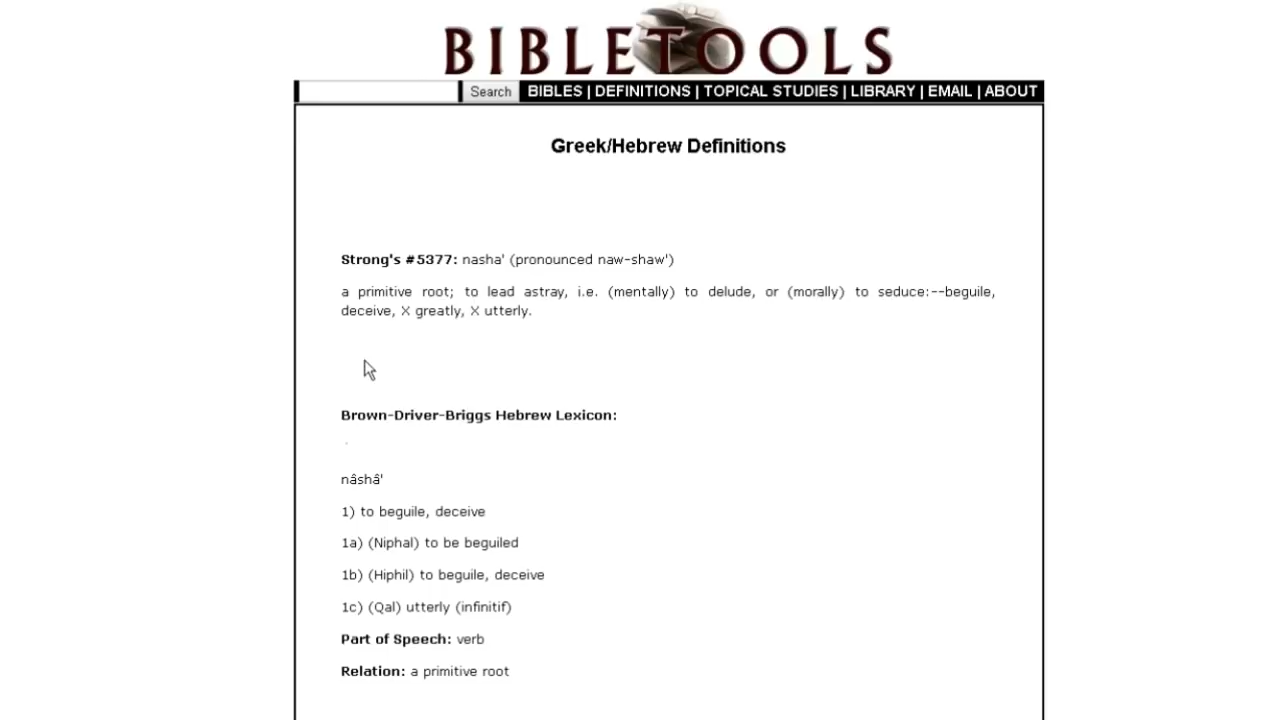 BIBLETOOLS
Search BIBLES | DEFINITIONS | TOPICAL STUDIES | LIBRARY | EMAIL | ABOUT
Greek/Hebrew Definitions
Strong's #5377: nasha' (pronounced naw-shaw')
a primitive root; to lead astray, i.e. (mentally) to delude, or (morally) to seduce:--beguile,
deceive, X greatly, X utterly.
Brown-Driver-Briggs Hebrew Lexicon:
nâshâ'
1) to beguile, deceive
1a) (Niphal) to be beguiled
1b) (Hiphil) to beguile, deceive
1c) (Qal) utterly (infinitif)
Part of Speech: verb
Relation: a primitive root